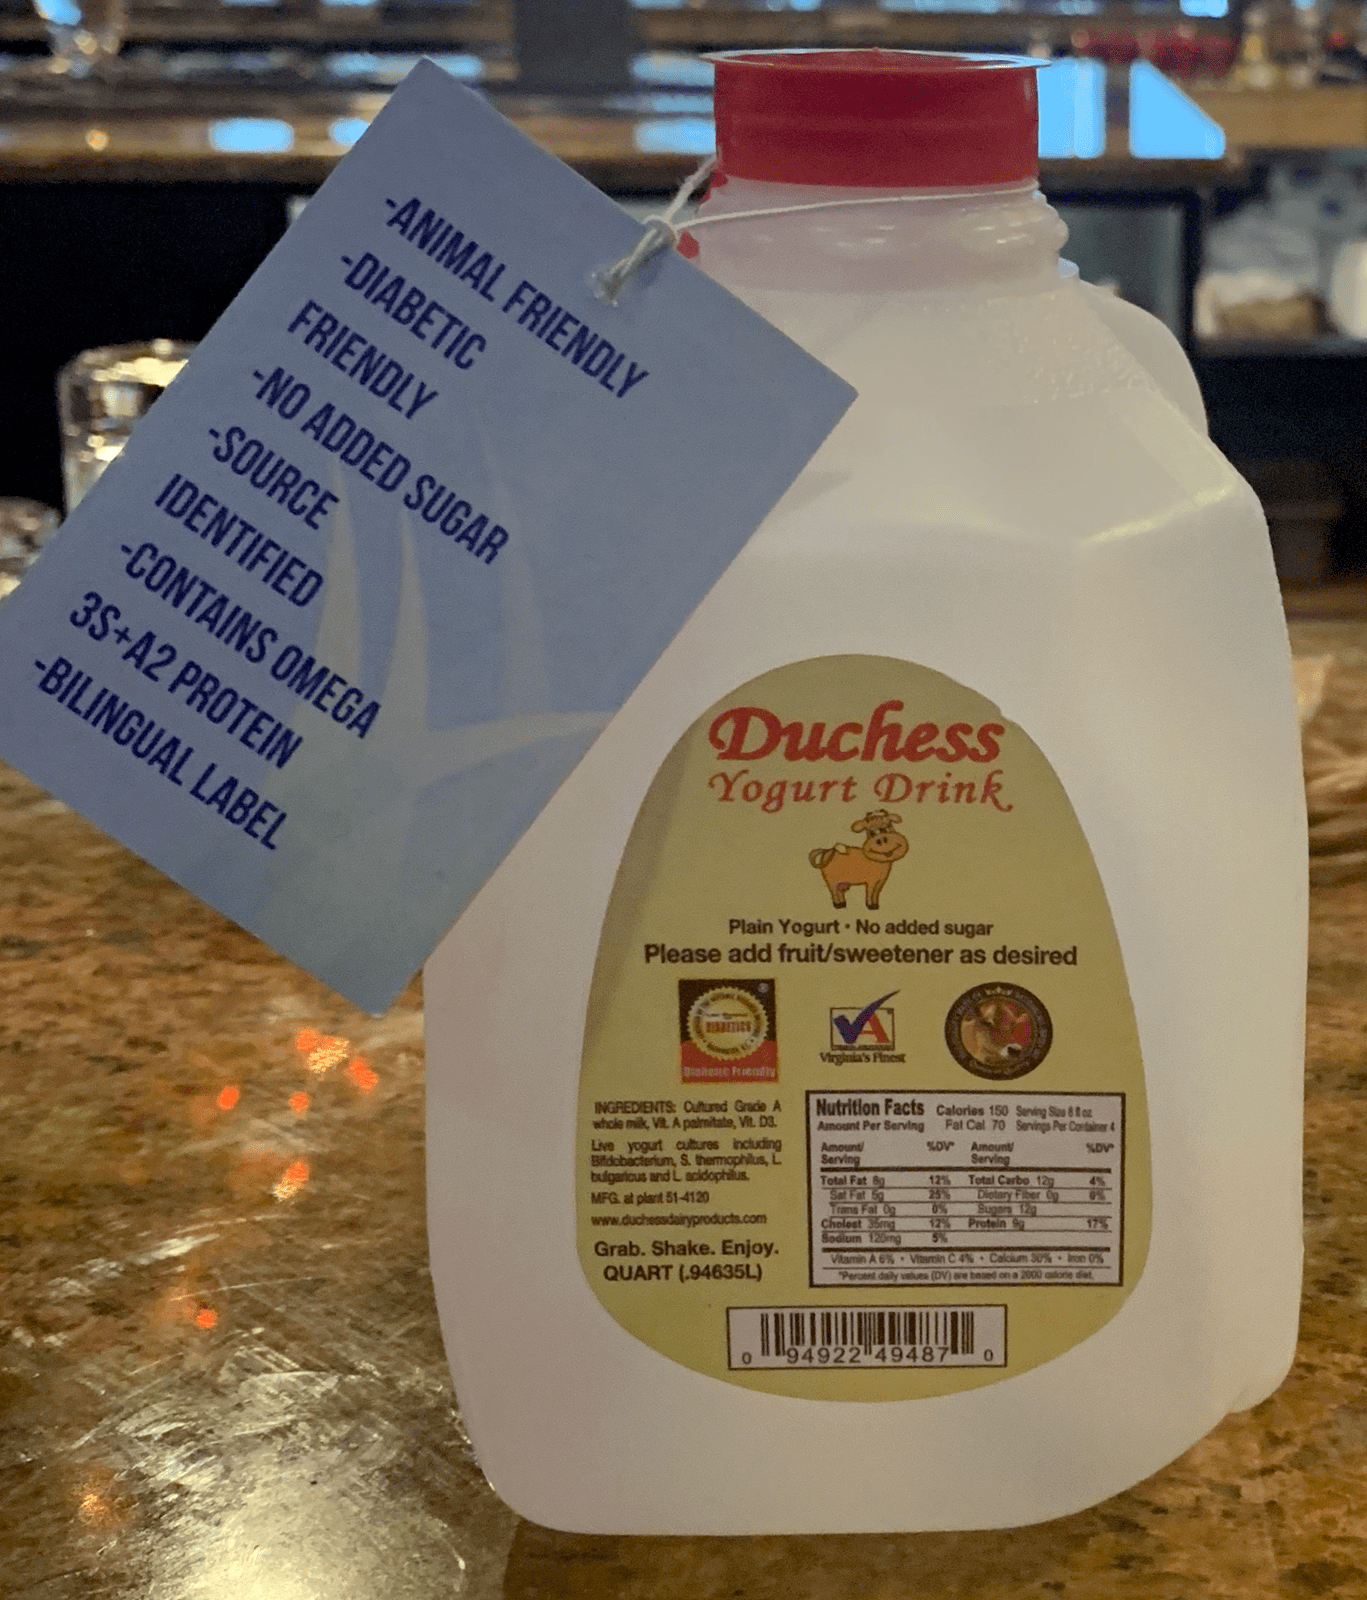 -ANIMAL FRIENDLY
-DIABETIC
FRIENDLY
-NO ADDED SUGAR
-SOURCE
IDENTIFIED
-CONTAINS OMEGA
3S+A2 PROTEIN
-BILINGUAL LABEL
Duchess
Yogurt Drink
Plain Yogurt · No added sugar
Please add fruit/sweetener as desired
DIABETICS
Diabetic Friendly
VA
Virginia's Finest
INGREDIENTS: Cultured Grade A
whole milk, Vit. A palmitate, Vit. D3.
Live yogurt cultures including
Bifidobacterium, S. thermophilus, L.
bulgaricus and L. acidophilus.
MFG. at plant 51-4120
www.duchessdairyproducts.com
Grab. Shake. Enjoy.
QUART (.94635L)
Nutrition Facts Calories 150 Serving Size 8 fl oz
Amount Per Serving Fat Cal 70 Servings Per Container 4
Amount/ %DV* Amount/ %DV*
Serving Serving
Total Fat 8g 12% Total Carbo 12g 4%
Sat Fat 5g 25% Dietary Fiber 0g 0%
Trans Fat 0g 0% Sugars 12g
Cholest 35mg 12% Protein 9g 17%
Sodium 120mg 5%
Vitamin A 6% • Vitamin C 4% • Calcium 30% • Iron 0%
*Percent daily values (DV) are based on a 2000 calorie diet.
0 94922 49487 0